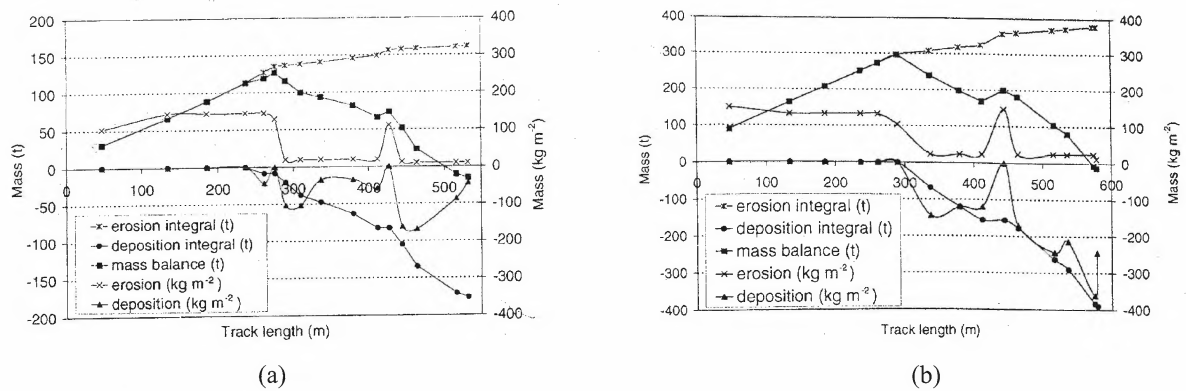 200
150
100
50
0
-50
-100
-150
-200
Mass (t)
400
300
200
100
0
-100
-200
-300
-400
Mass (kg m-2)
0
100
200
300
400
500
Track length (m)
erosion integral (t)
deposition integral (t)
mass balance (t)
erosion (kg m-2)
deposition (kg m-2)
(a)
400
300
200
100
0
-100
-200
-300
-400
Mass (t)
400
300
200
100
0
-100
-200
-300
-400
Mass (kg m-2)
0
100
200
300
400
500
600
Track length (m)
erosion integral (t)
deposition integral (t)
mass balance (t)
erosion (kg m-2)
deposition (kg m-2)
(b)